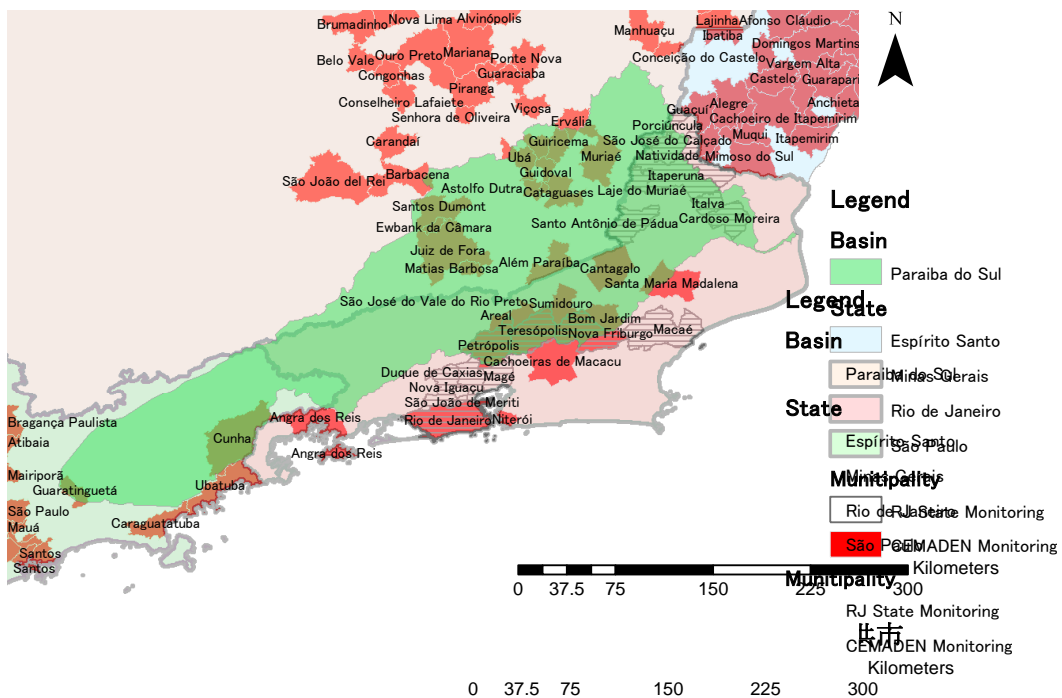 Brumadinho
Nova Lima
Alvinópolis
Manhuaçu
Lajinha
Afonso Cláudio
Ibatiba
N
Belo Vale
Ouro Preto
Mariana
Ponte Nova
Domingos Martins
Conceição do Castelo
Congonhas
Guaraciaba
Vargem Alta
Castelo
Guarapari
Piranga
Conselheiro Lafaiete
Viçosa
Senhora de Oliveira
Ervália
Guaçuí
Alegre
Anchieta
Cachoeiro de Itapemirim
Porciúncula
Carandaí
Guiricema
São José do Calçado
Muqui
Itapemirim
Ubá
Muriaé
Natividade
Mimoso do Sul
São João del Rei
Barbacena
Guidoval
Itaperuna
Astolfo Dutra
Cataguases
Laje do Muriaé
Santos Dumont
Italva
Cardoso Moreira
Ewbank da Câmara
Santo Antônio de Pádua
Juiz de Fora
Matias Barbosa
Além Paraíba
Cantagalo
Santa Maria Madalena
São José do Vale do Rio Preto
Sumidouro
Areal
Bom Jardim
Teresópolis
Nova Friburgo
Macaé
Petrópolis
Cachoeiras de Macacu
Duque de Caxias
Magé
Nova Iguaçu
São João de Meriti
Angra dos Reis
Rio de Janeiro
Niterói
Bragança Paulista
Atibaia
Cunha
Angra dos Reis
Mairiporã
Guaratinguetá
Ubatuba
São Paulo
Mauá
Caraguatatuba
Santos
Santos
Legend
Basin
Paraiba do Sul
State
Espírito Santo
Minas Gerais
Rio de Janeiro
São Paulo
Munitipality
RJ State Monitoring
CEMADEN Monitoring
Kilometers
0 37.5 75 150 225 300
Legend
Basin
Paraiba do Sul
State
Espírito Santo
Minas Gerais
Rio de Janeiro
São Paulo
Munitipality
RJ State Monitoring
CEMADEN Monitoring
Kilometers
0 37.5 75 150 225 300